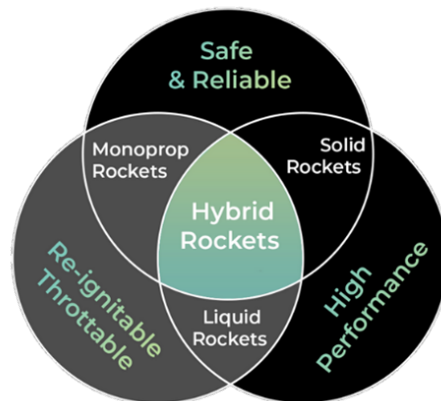 Safe
& Reliable
Monoprop
Rockets
Solid
Rockets
Hybrid
Rockets
Re-ignitable
Throttable
High
Performance
Liquid
Rockets